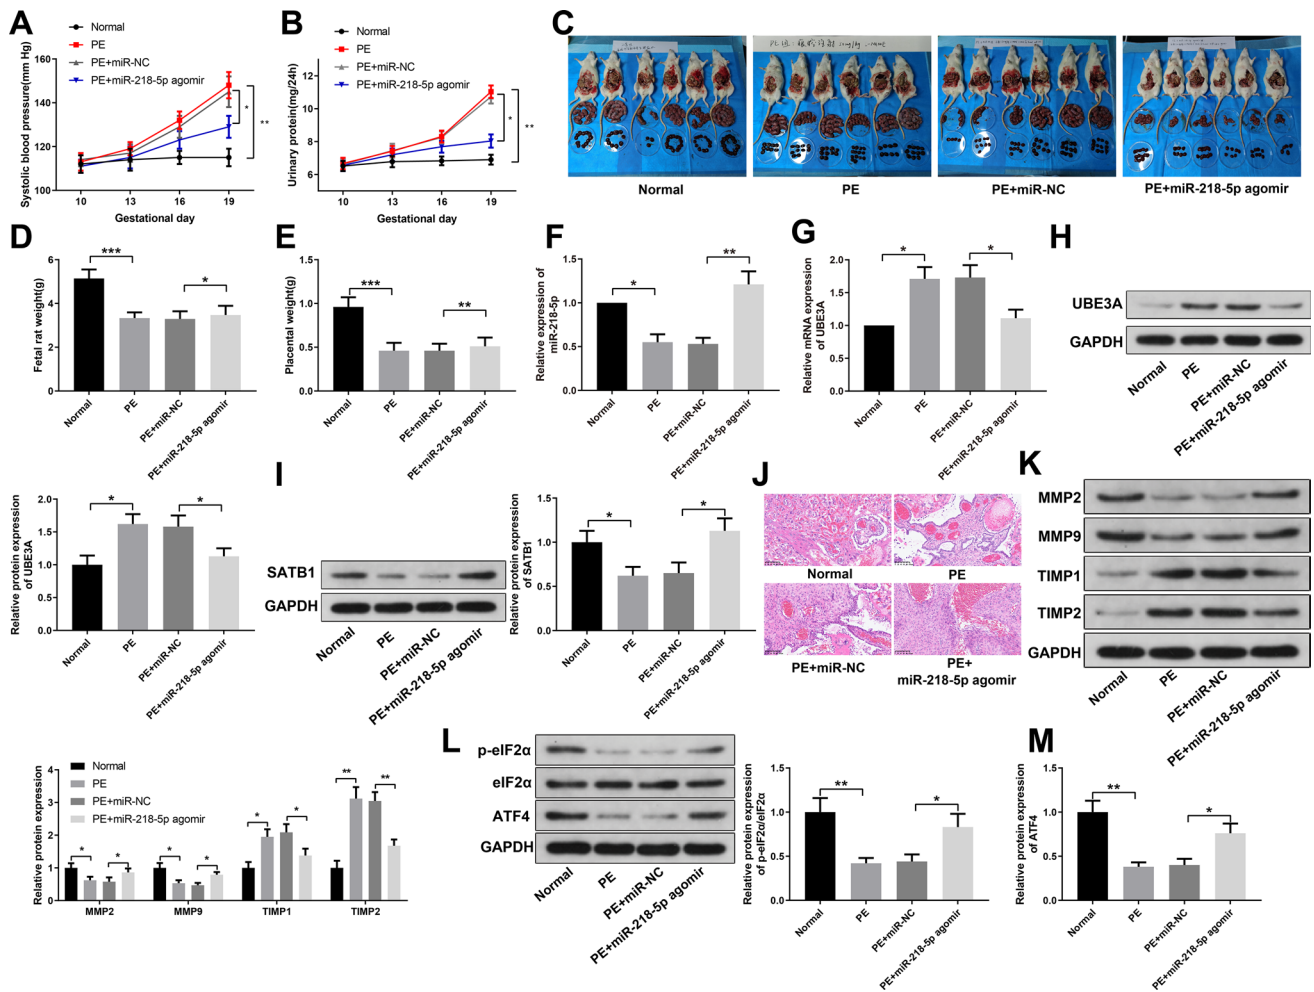 A
Normal
PE
PE+miR-NC
PE+miR-218-5p agomir
Systolic blood pressure(mm Hg)
160
140
120
100
10
13
16
19
Gestational day
*
**
B
Normal
PE
PE+miR-NC
PE+miR-218-5p agomir
Urinary protein(mg/24h)
12
10
8
6
10
13
16
19
Gestational day
*
**
C
Normal
PE
PE+miR-NC
PE+miR-218-5p agomir
D
Fetal rat weight(g)
6
4
2
0
***
*
Normal
PE
PE+miR-NC
PE+miR-218-5p agomir
E
Placental weight(g)
1.5
1.0
0.5
0.0
***
**
Normal
PE
PE+miR-NC
PE+miR-218-5p agomir
F
Relative expression of
miR-218-5p
1.5
1.0
0.5
0.0
*
**
Normal
PE
PE+miR-NC
PE+miR-218-5p agomir
G
Relative mRNA expression
of UBE3A
2.5
2.0
1.5
1.0
0.5
0.0
*
*
Normal
PE
PE+miR-NC
PE+miR-218-5p agomir
H
UBE3A
GAPDH
Normal
PE
PE+miR-NC
PE+miR-218-5p agomir
Relative protein expression
of UBE3A
2.0
1.5
1.0
0.5
0.0
*
*
Normal
PE
PE+miR-NC
PE+miR-218-5p agomir
I
SATB1
GAPDH
Normal
PE
PE+miR-NC
PE+miR-218-5p agomir
Relative protein expression
of SATB1
1.5
1.0
0.5
0.0
*
*
Normal
PE
PE+miR-NC
PE+miR-218-5p agomir
J
Normal
PE
PE+miR-NC
PE+
miR-218-5p agomir
K
MMP2
MMP9
TIMP1
TIMP2
GAPDH
Normal
PE
PE+miR-NC
PE+miR-218-5p agomir
Relative protein expression
4
3
2
1
0
Normal
PE
PE+miR-NC
PE+miR-218-5p agomir
*
*
*
*
*
*
**
**
MMP2
MMP9
TIMP1
TIMP2
L
p-eIF2α
eIF2α
ATF4
GAPDH
Normal
PE
PE+miR-NC
PE+miR-218-5p agomir
Relative protein expression
of p-eIF2α/eIF2α
1.5
1.0
0.5
0.0
**
*
Normal
PE
PE+miR-NC
PE+miR-218-5p agomir
M
Relative protein expression
of ATF4
1.5
1.0
0.5
0.0
**
*
Normal
PE
PE+miR-NC
PE+miR-218-5p agomir